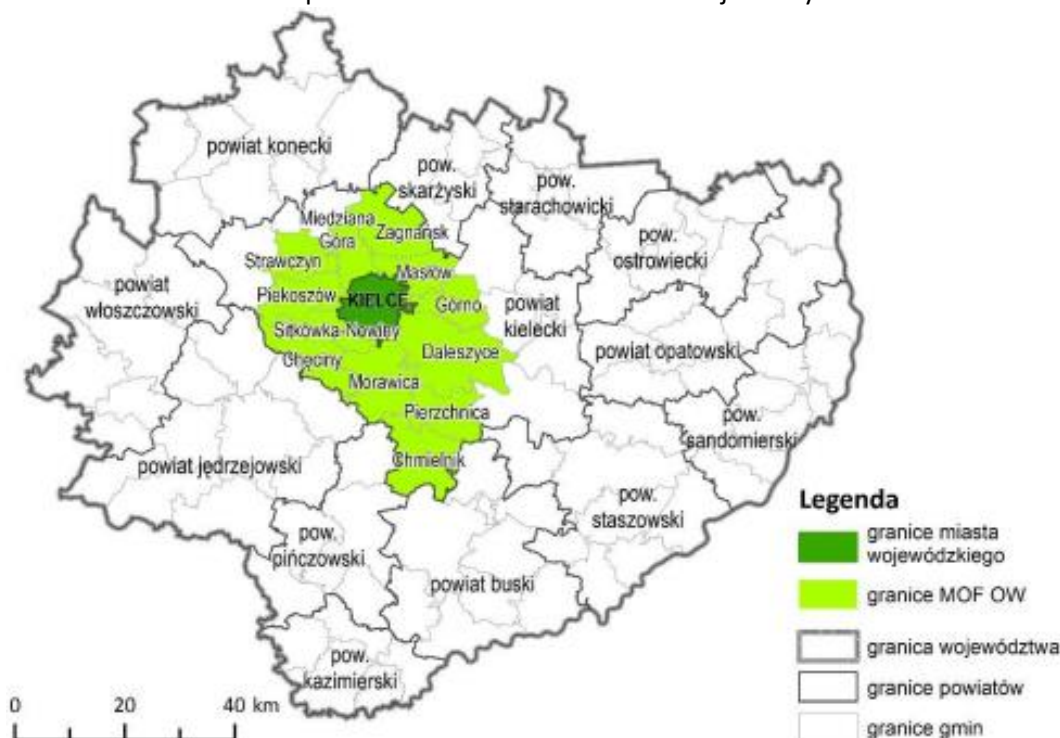 powiat konecki
pow.
skarżyski
pow.
starachowicki
Miedziana
Góra
Zagnańsk
pow.
ostrowiecki
Strawczyn
Masłów
powiat
włoszczowski
Piekoszów
KIELCE
Górno
powiat
kielecki
Sitkówka-Nowiny
Chęciny
Daleszyce
powiat opatowski
Morawica
Pierzchnica
pow.
sandomierski
powiat jędrzejowski
Chmielnik
pow.
staszowski
pow.
pińczowski
powiat buski
pow.
kazimierski
Legenda
granice miasta
wojewódzkiego
granice MOF OW
granica województwa
granice powiatów
granice gmin
0 20 40 km